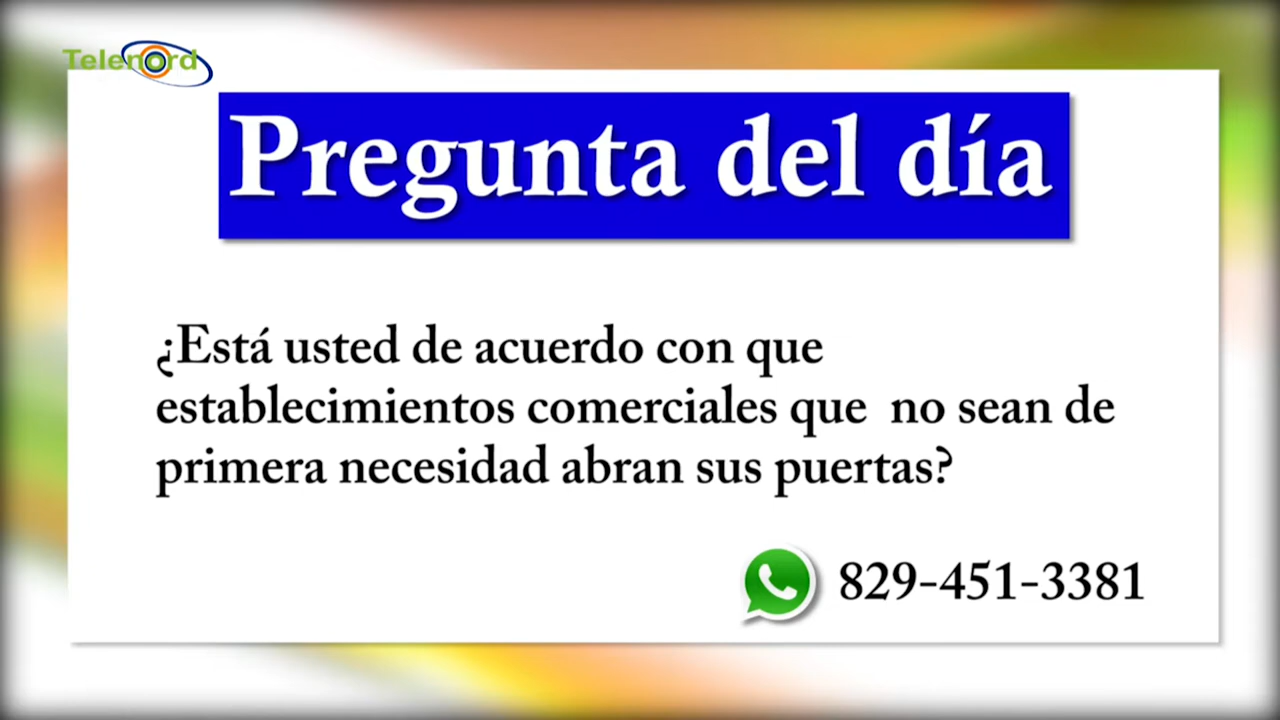 Telenord
Pregunta del día
¿Está usted de acuerdo con que
establecimientos comerciales que no sean de
primera necesidad abran sus puertas?
829-451-3381